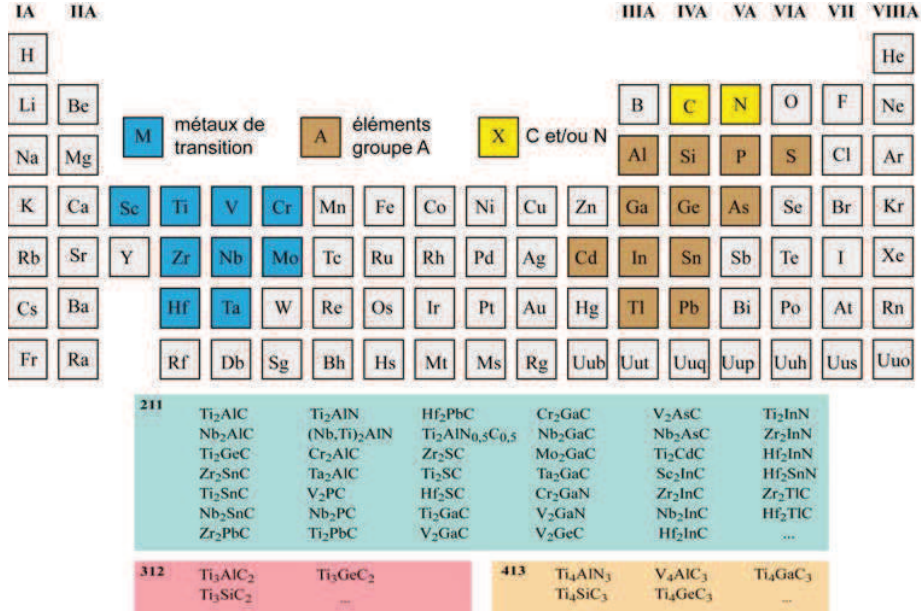 IA IIA IIIA IVA VA VIA VII VIIIA
H He
Li Be B C N O F Ne
M métaux de transition A éléments groupe A X C et/ou N
Na Mg Al Si P S Cl Ar
K Ca Sc Ti V Cr Mn Fe Co Ni Cu Zn Ga Ge As Se Br Kr
Rb Sr Y Zr Nb Mo Tc Ru Rh Pd Ag Cd In Sn Sb Te I Xe
Cs Ba Hf Ta W Re Os Ir Pt Au Hg Tl Pb Bi Po At Rn
Fr Ra Rf Db Sg Bh Hs Mt Ms Rg Uub Uut Uuq Uup Uuh Uus Uuo
211
Ti₂AlC Ti₂AlN Hf₂PbC Cr₂GaC V₂AsC Ti₂InN
Nb₂AlC (Nb,Ti)₂AlN Ti₂AlN₀,₅C₀,₅ Nb₂GaC Nb₂AsC Zr₂InN
Ti₂GeC Cr₂AlC Zr₂SC Mo₂GaC Ti₂CdC Hf₂InN
Zr₂SnC Ta₂AlC Ti₂SC Ta₂GaC Sc₂InC Hf₂SnN
Ti₂SnC V₂PC Hf₂SC Cr₂GaN Zr₂InC Zr₂TlC
Nb₂SnC Nb₂PC Ti₂GaC V₂GaN Nb₂InC Hf₂TlC
Zr₂PbC Ti₂PbC V₂GaC V₂GeC Hf₂InC ...
312 Ti₃AlC₂ Ti₃GeC₂
Ti₃SiC₂ ...
413 Ti₄AlN₃ V₄AlC₃ Ti₄GaC₃
Ti₄SiC₃ Ti₄GeC₃ ...